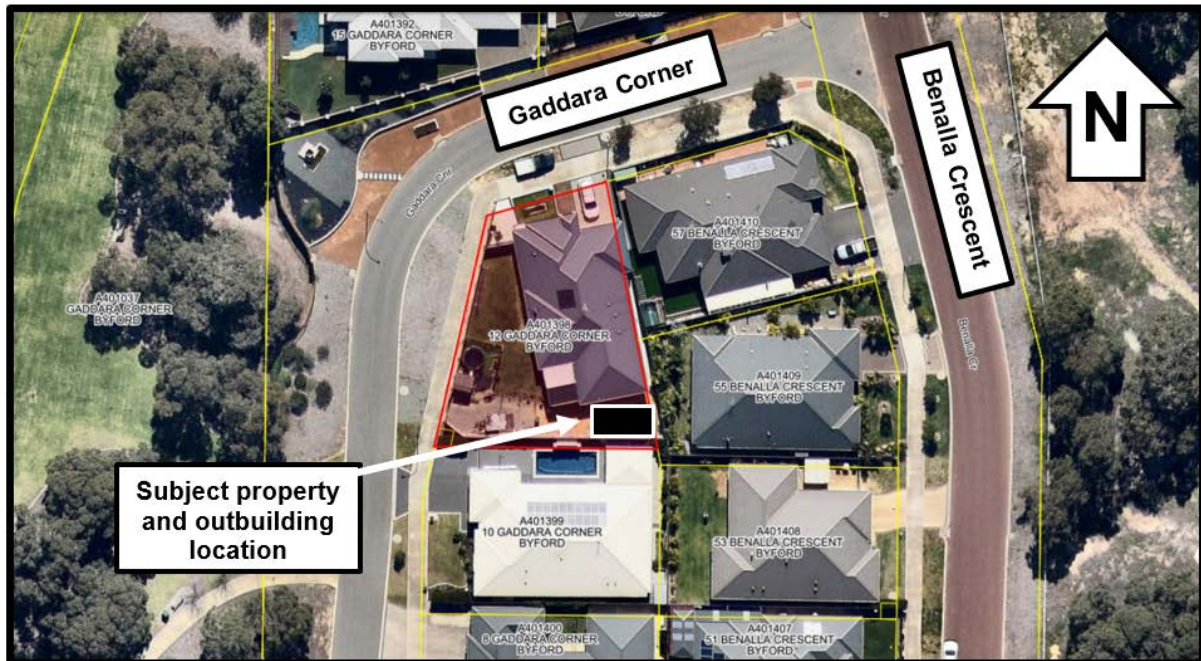 A401392
15 GADDARA CORNER
BYFORD
Gaddara Corner
Benalla Crescent
N
Gaddara Cnr
A401410
57 BENALLA CRESCENT
BYFORD
A401037
GADDARA CORNER
BYFORD
A401398
12 GADDARA CORNER
BYFORD
A401409
55 BENALLA CRESCENT
BYFORD
Benalla Cr
Subject property
and outbuilding
location
A401399
10 GADDARA CORNER
BYFORD
A401408
53 BENALLA CRESCENT
BYFORD
A401400
8 GADDARA CORNER
BYFORD
A401407
51 BENALLA CRESCENT
BYFORD